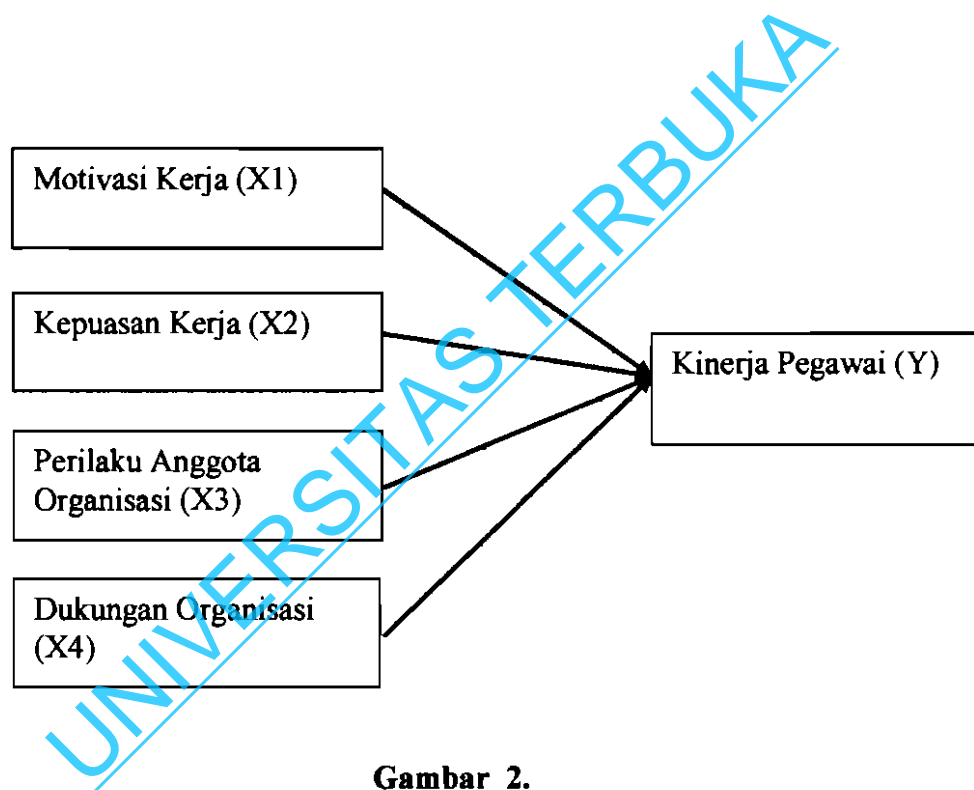 Motivasi Kerja (X1)
Kepuasan Kerja (X2)
Perilaku Anggota
Organisasi (X3)
Dukungan Organisasi
(X4)
Kinerja Pegawai (Y)
UNIVERSITAS TERBUKA
Gambar 2.